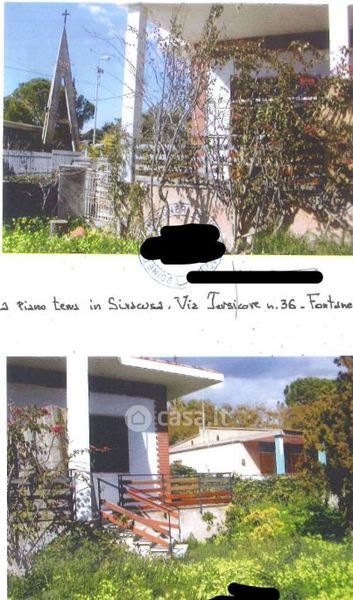 a piano terra in Siracusa, Via Tersicore n.36 - Fontane
casa.it